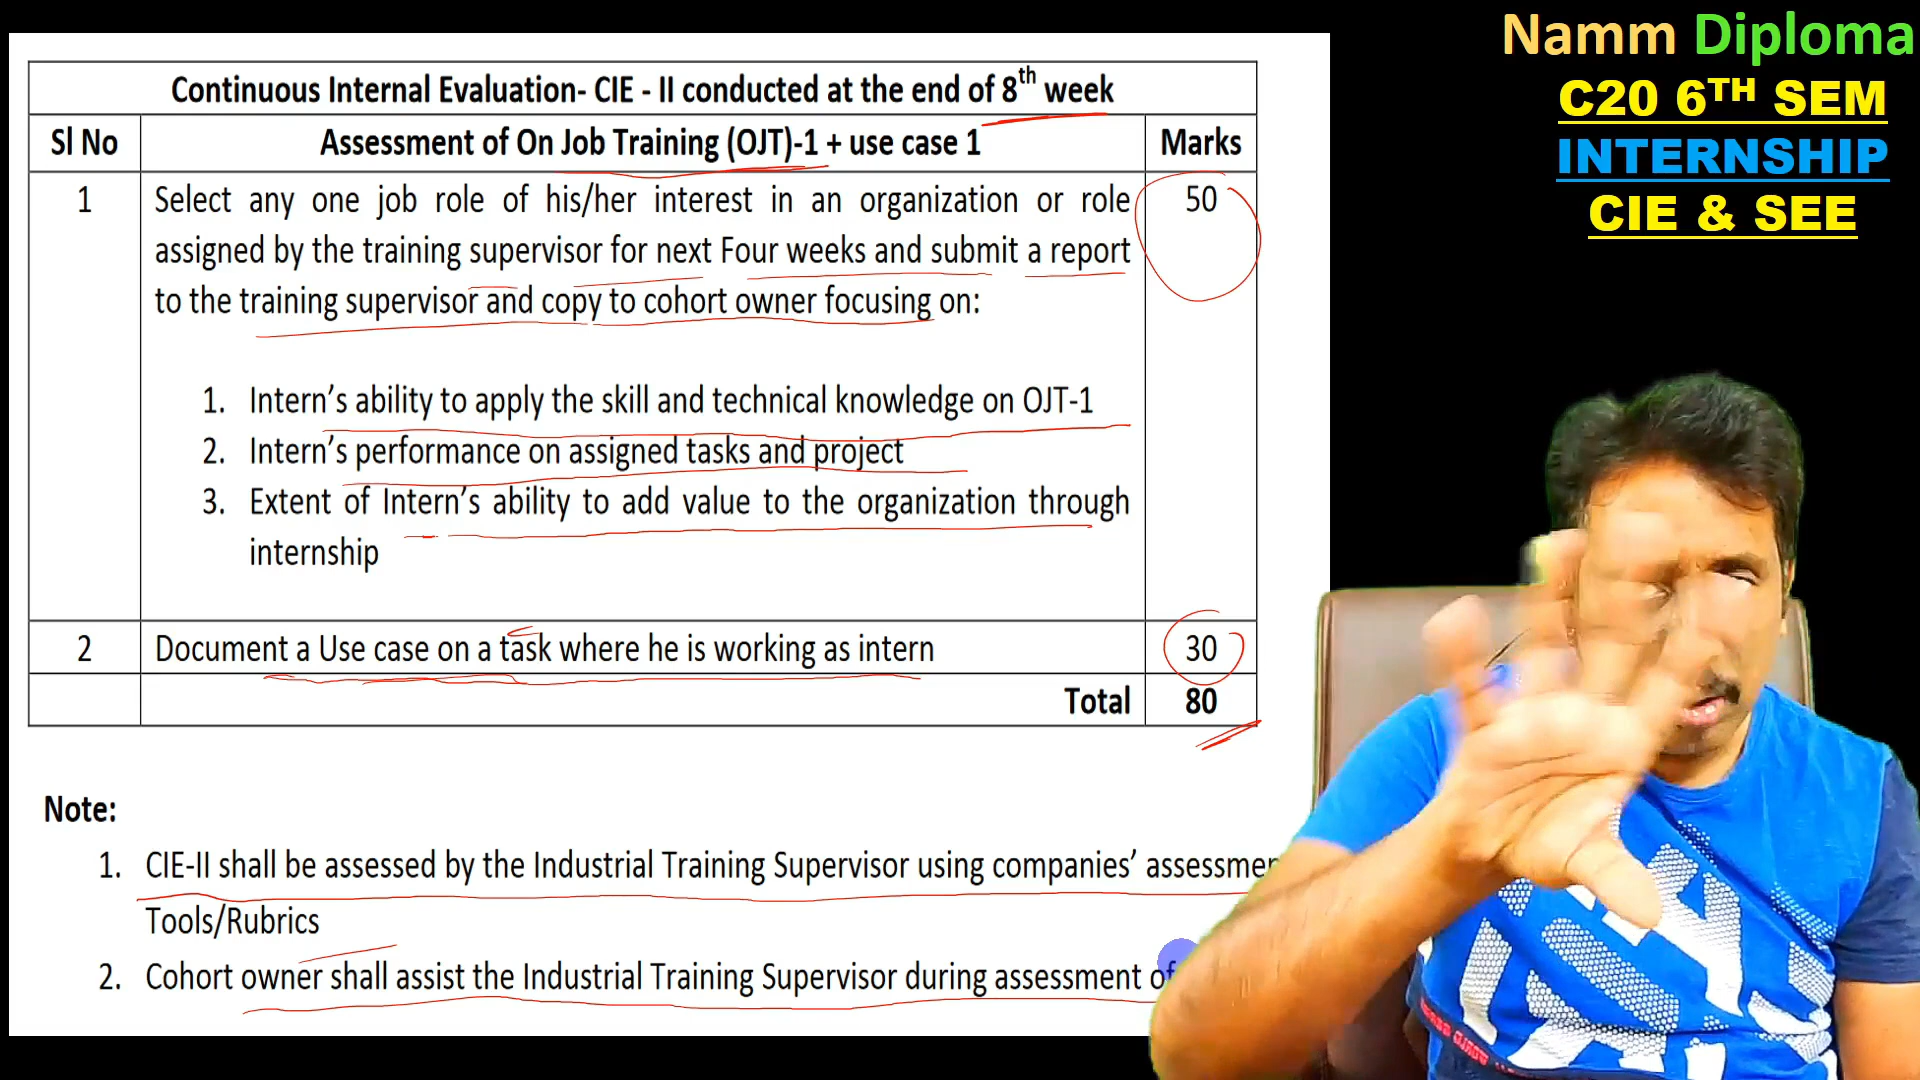 Namm Diploma
C20 6TH SEM
INTERNSHIP
CIE & SEE
Continuous Internal Evaluation- CIE - II conducted at the end of 8th week
Sl No Assessment of On Job Training (OJT)-1 + use case 1 Marks
1 Select any one job role of his/her interest in an organization or role 50
assigned by the training supervisor for next Four weeks and submit a report
to the training supervisor and copy to cohort owner focusing on:
1. Intern's ability to apply the skill and technical knowledge on OJT-1
2. Intern's performance on assigned tasks and project
3. Extent of Intern's ability to add value to the organization through
internship
2 Document a Use case on a task where he is working as intern 30
Total 80
Note:
1. CIE-II shall be assessed by the Industrial Training Supervisor using companies'
Tools/Rubrics
2. Cohort owner shall assist the Industrial Training Supervisor during assessment of